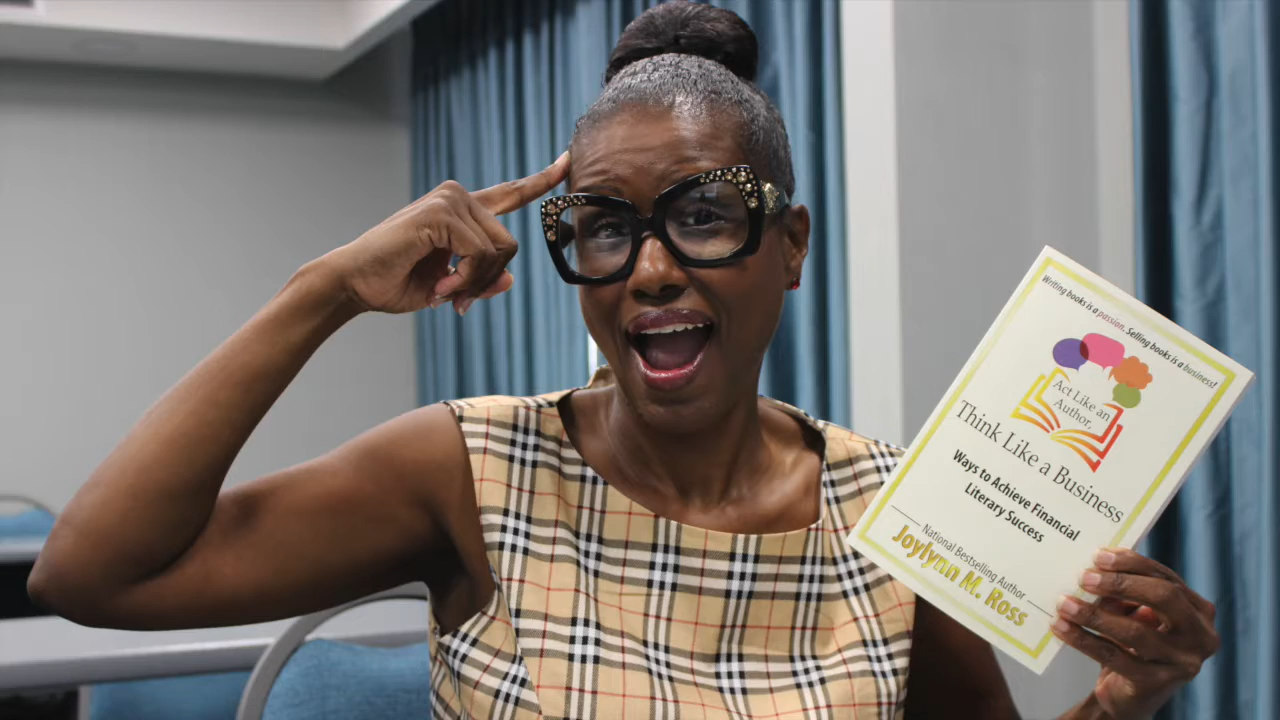 Writing books is a passion. Selling books is a business!
Act Like an
Author,
Think Like a Business
Ways to Achieve Financial
Literary Success
National Bestselling Author
Joylynn M. Ross